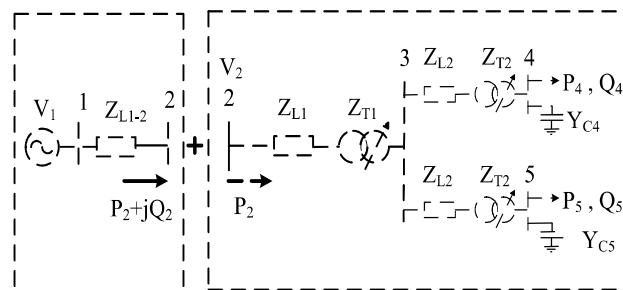 V1
1
ZL1-2
2
P2+jQ2
+
V2
2
P2
ZL1
ZT1
3
ZL2
ZT2
4
P4 , Q4
YC4
ZL2
ZT2
5
P5 , Q5
YC5